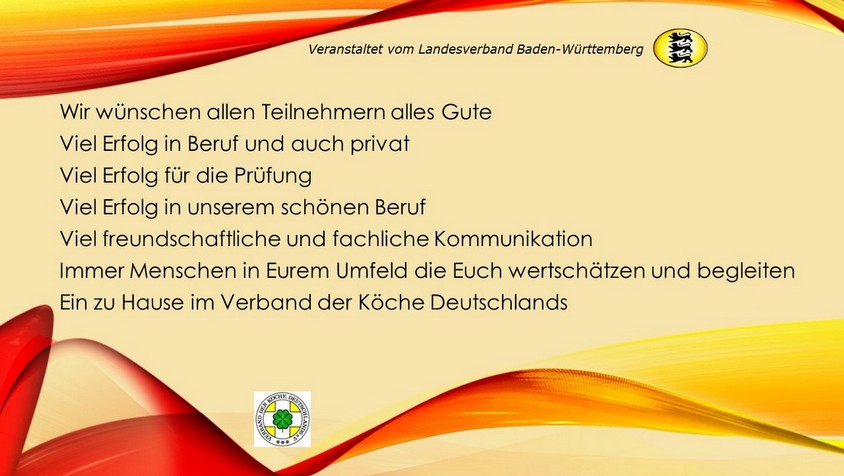 Veranstaltet vom Landesverband Baden-Württemberg
Wir wünschen allen Teilnehmern alles Gute
Viel Erfolg in Beruf und auch privat
Viel Erfolg für die Prüfung
Viel Erfolg in unserem schönen Beruf
Viel freundschaftliche und fachliche Kommunikation
Immer Menschen in Eurem Umfeld die Euch wertschätzen und begleiten
Ein zu Hause im Verband der Köche Deutschlands
VERBAND DER KÖCHE DEUTSCHLANDS e.V.